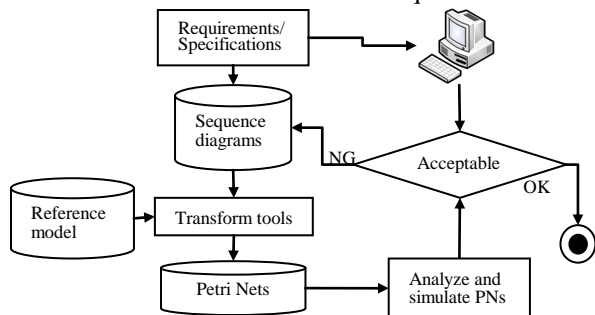 Requirements/
Specifications
Sequence
diagrams
NG
Acceptable
OK
Reference
model
Transform tools
Petri Nets
Analyze and
simulate PNs